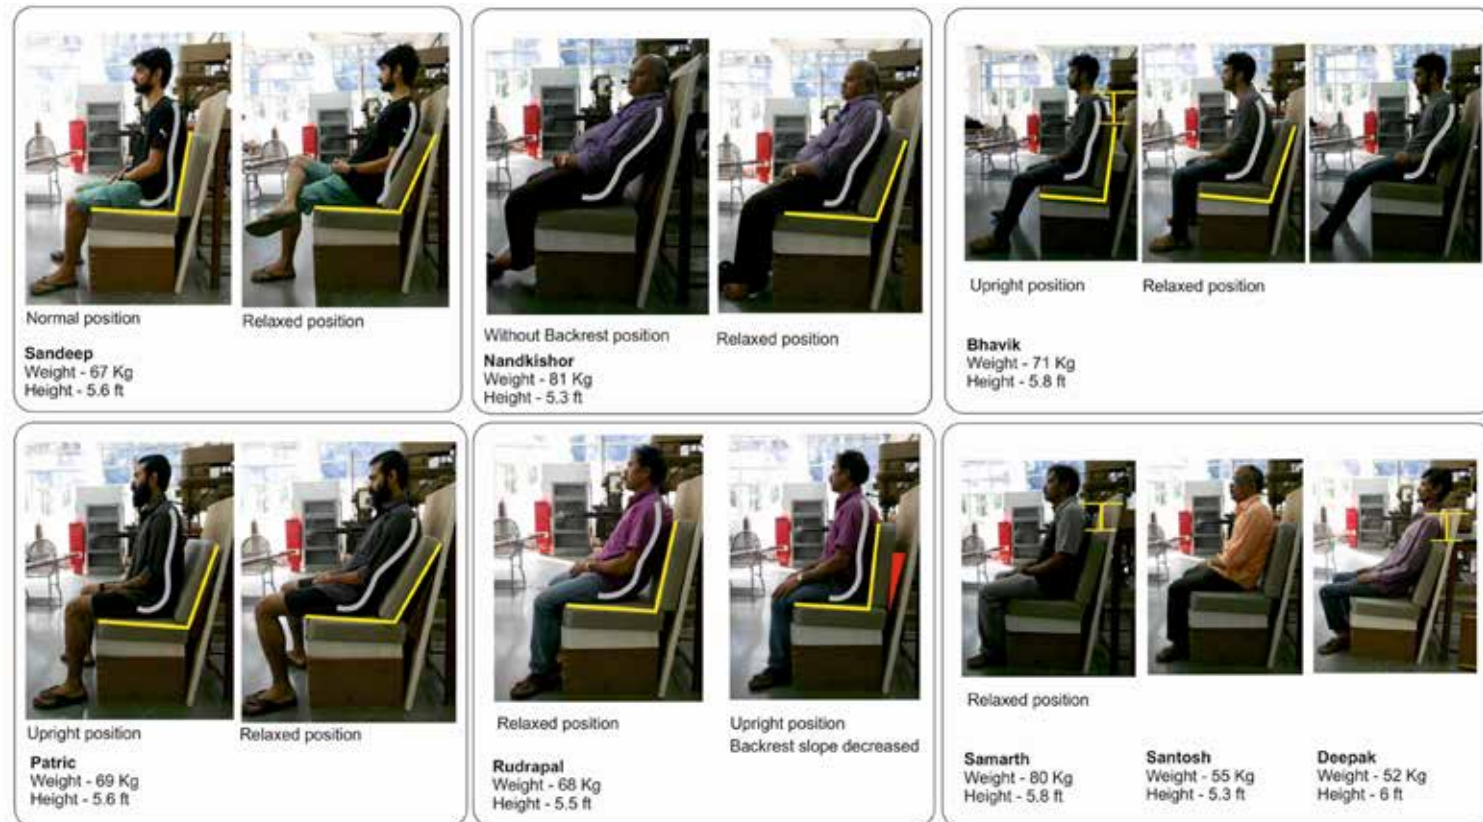 Normal position
Relaxed position
Sandeep
Weight - 67 Kg
Height - 5.6 ft
Without Backrest position
Relaxed position
Nandkishor
Weight - 81 Kg
Height - 5.3 ft
Upright position
Relaxed position
Bhavik
Weight - 71 Kg
Height - 5.8 ft
Upright position
Relaxed position
Patric
Weight - 69 Kg
Height - 5.6 ft
Relaxed position
Upright position
Backrest slope decreased
Rudrapal
Weight - 68 Kg
Height - 5.5 ft
Relaxed position
Samarth
Weight - 80 Kg
Height - 5.8 ft
Santosh
Weight - 55 Kg
Height - 5.3 ft
Deepak
Weight - 52 Kg
Height - 6 ft